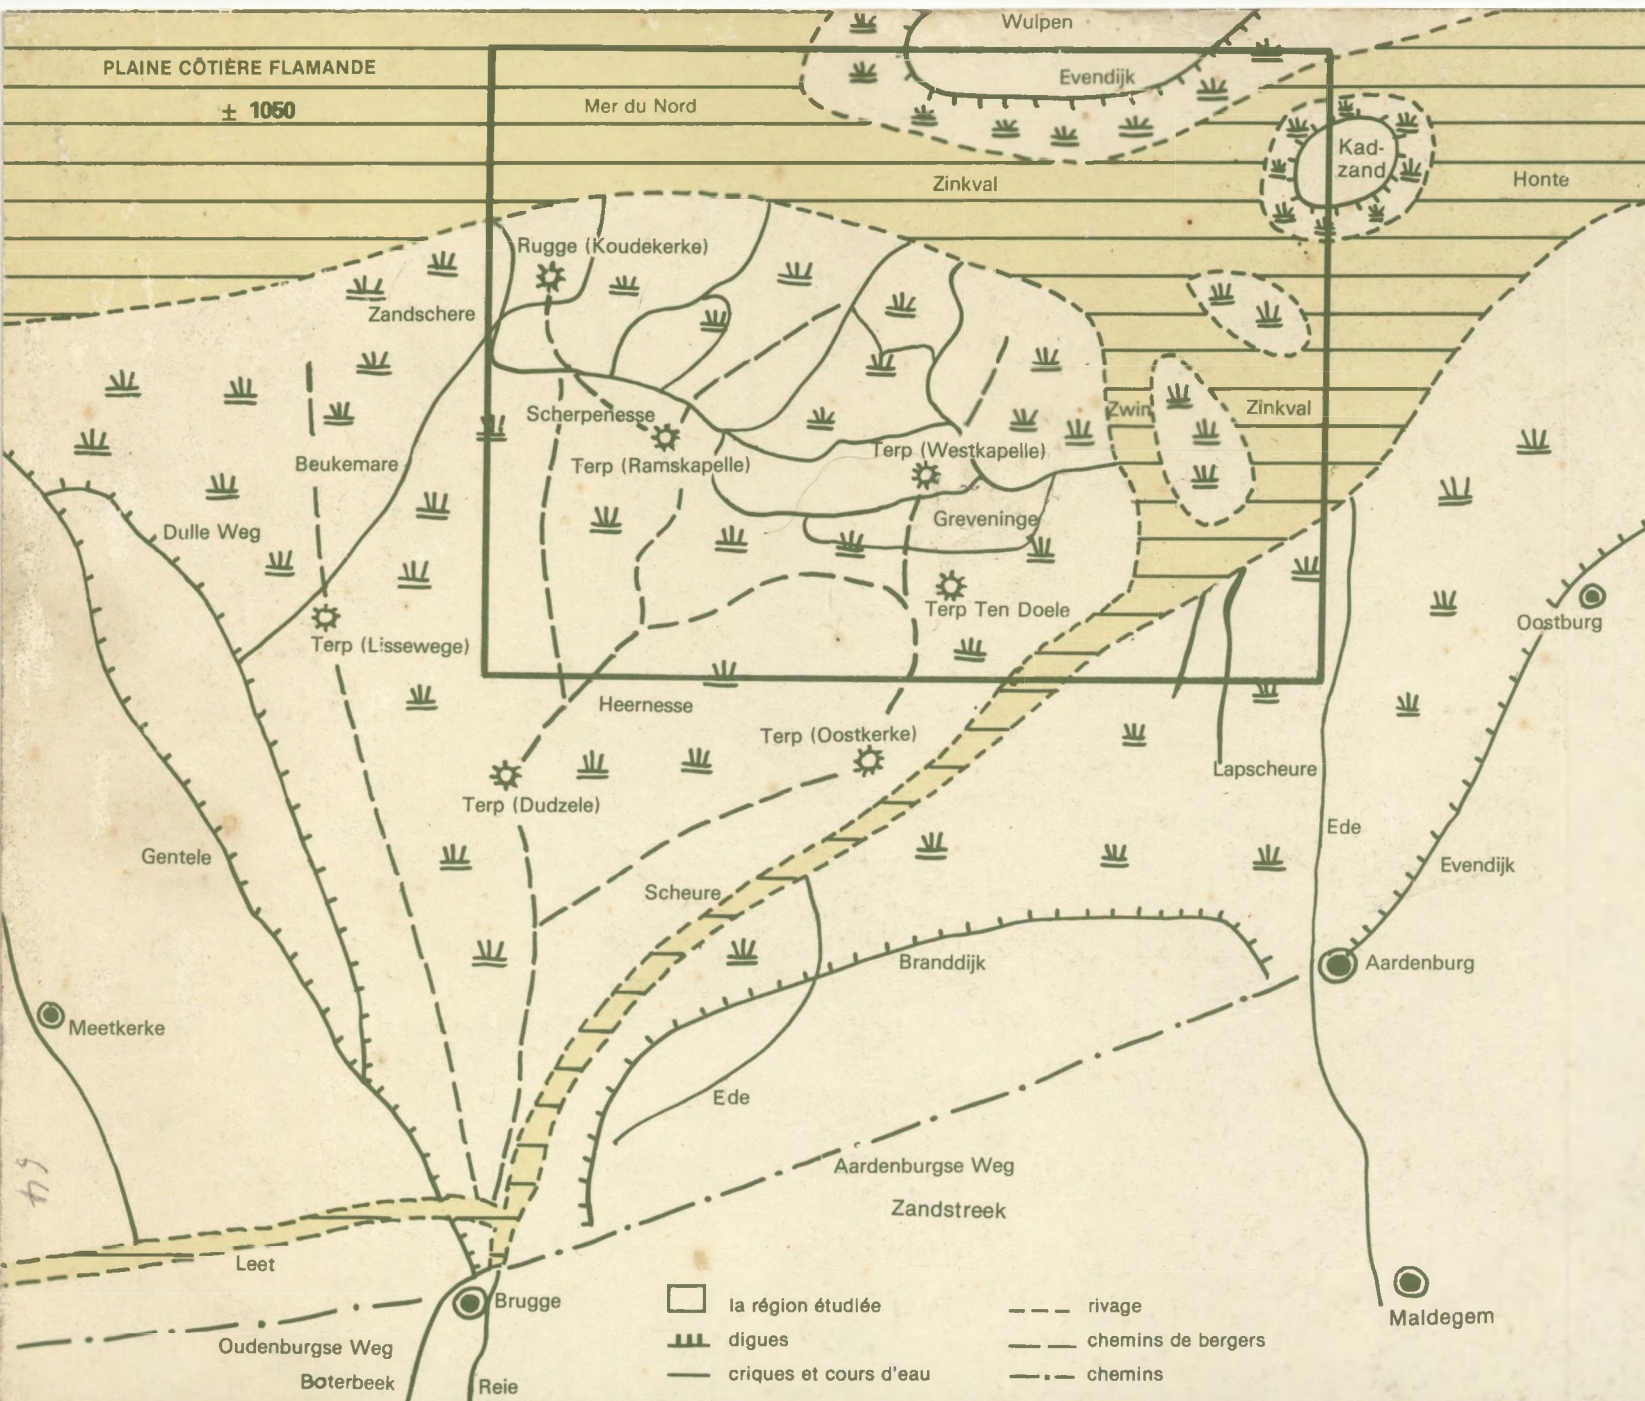 Wulpen
PLAINE CÔTIÈRE FLAMANDE
Evendijk
± 1050
Mer du Nord
Kad-
zand
Zinkval
Honte
Rugge (Koudekerke)
Zandschere
Zwin
Zinkval
Scherpenesse
Terp (Westkapelle)
Beukemare
Terp (Ramskapelle)
Greveninge
Dulle Weg
Terp Ten Doele
Oostburg
Terp (Lissewege)
Heernesse
Terp (Oostkerke)
Lapscheure
Terp (Dudzele)
Ede
Gentele
Evendijk
Scheure
Branddijk
Aardenburg
Meetkerke
Ede
Aardenburgse Weg
Zandstreek
Leet
Brugge
la région étudiée
rivage
Maldegem
Oudenburgse Weg
digues
chemins de bergers
Boterbeek
Reie
criques et cours d'eau
chemins
64